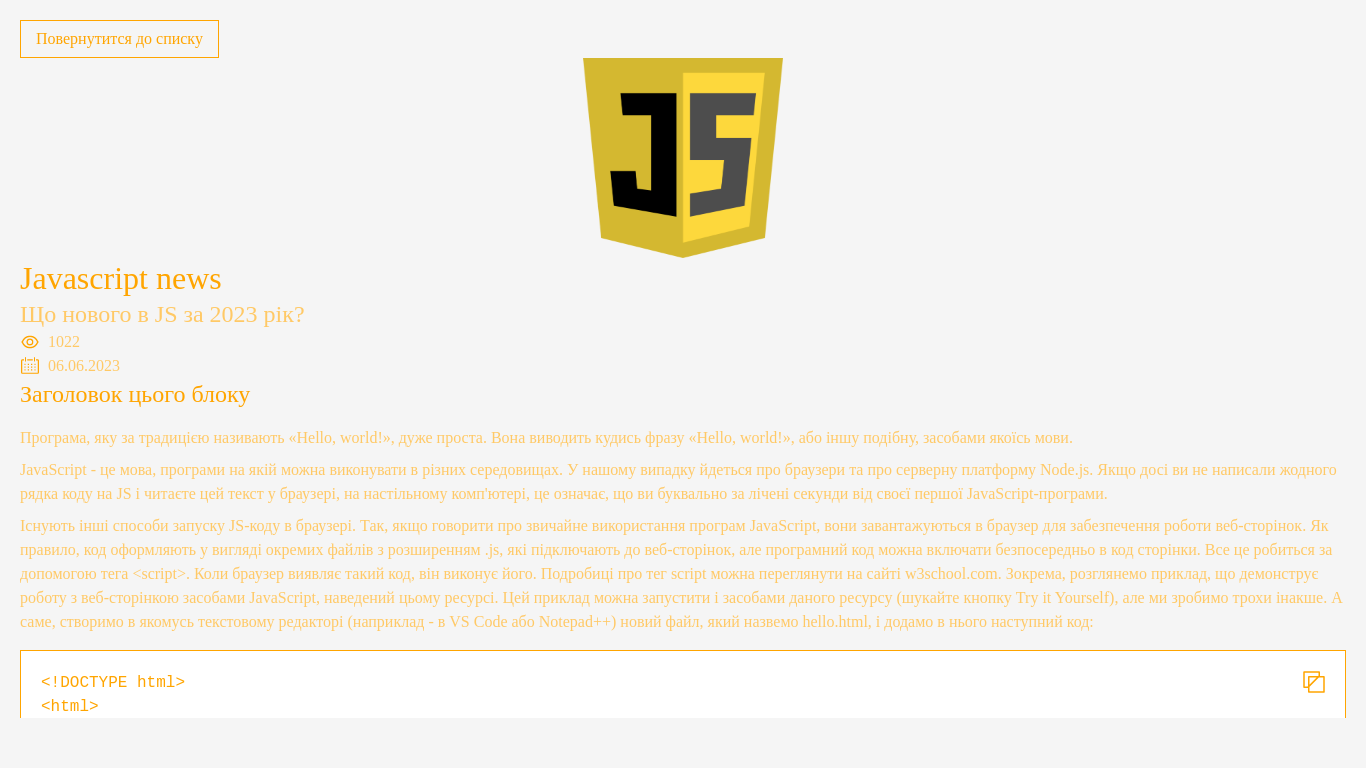 Повернутится до списку
JS
Javascript news
Що нового в JS за 2023 рік?
1022
06.06.2023
Заголовок цього блоку
Програма, яку за традицією називають «Hello, world!», дуже проста. Вона виводить кудись фразу «Hello, world!», або іншу подібну, засобами якоїсь мови.
JavaScript - це мова, програми на якій можна виконувати в різних середовищах. У нашому випадку йдеться про браузери та про серверну платформу Node.js. Якщо досі ви не написали жодного
рядка коду на JS і читаєте цей текст у браузері, на настільному комп'ютері, це означає, що ви буквально за лічені секунди від своєї першої JavaScript-програми.
Існують інші способи запуску JS-коду в браузері. Так, якщо говорити про звичайне використання програм JavaScript, вони завантажуються в браузер для забезпечення роботи веб-сторінок. Як
правило, код оформляють у вигляді окремих файлів з розширенням .js, які підключають до веб-сторінок, але програмний код можна включати безпосередньо в код сторінки. Все це робиться за
допомогою тега <script>. Коли браузер виявляє такий код, він виконує його. Подробиці про тег script можна переглянути на сайті w3school.com. Зокрема, розглянемо приклад, що демонструє
роботу з веб-сторінкою засобами JavaScript, наведений цьому ресурсі. Цей приклад можна запустити і засобами даного ресурсу (шукайте кнопку Try it Yourself), але ми зробимо трохи інакше. А
саме, створимо в якомусь текстовому редакторі (наприклад - в VS Code або Notepad++) новий файл, який назвемо hello.html, і додамо в нього наступний код:
<!DOCTYPE html>
<html>